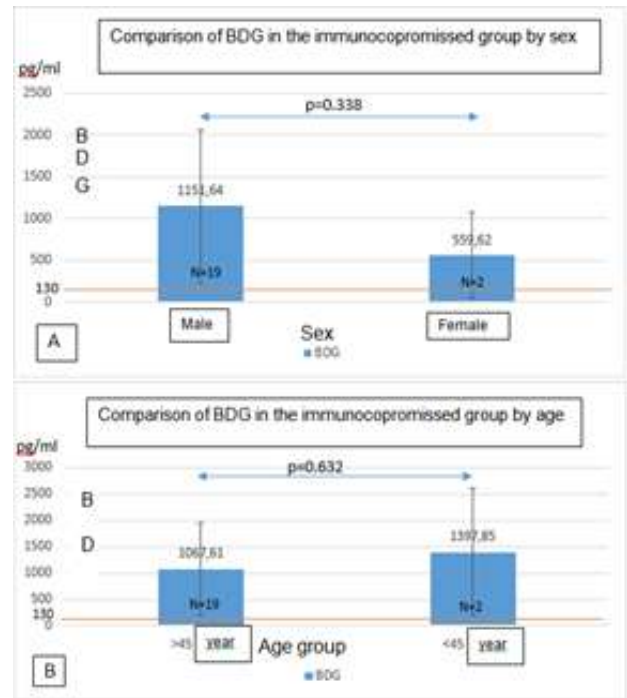 Comparison of BDG in the immunocopromissed group by sex
pg/ml
2500
p=0.338
2000
B
D
1500
G
1151,64
1000
559,62
500
N=19
N=2
130
0
Male
Female
A
Sex
BDG
Comparison of BDG in the immunocopromissed group by age
pg/ml
3000
p=0.632
2500
B
2000
1397,85
1500
D
1067,61
1000
500
N=19
N=2
130
0
>45 year
Age group
<45 year
B
BDG